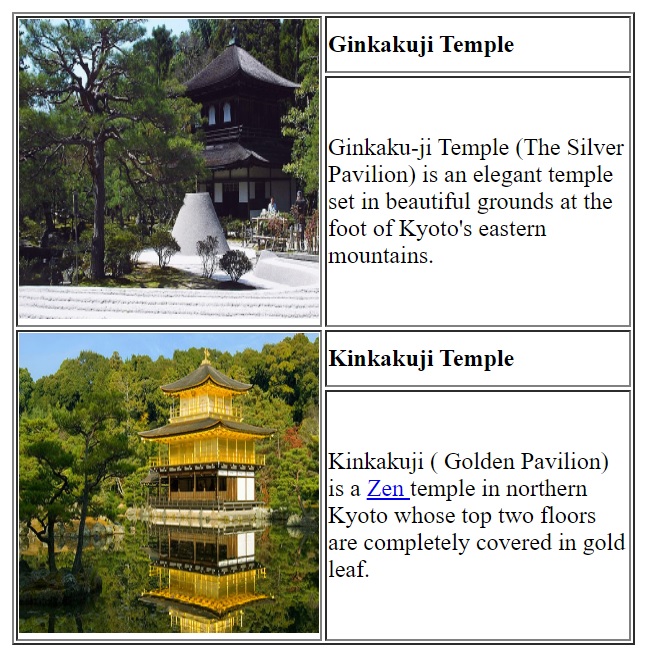 Ginkakuji Temple
Ginkaku-ji Temple (The Silver
Pavilion) is an elegant temple
set in beautiful grounds at the
foot of Kyoto's eastern
mountains.
Kinkakuji Temple
Kinkakuji ( Golden Pavilion)
is a Zen temple in northern
Kyoto whose top two floors
are completely covered in gold
leaf.